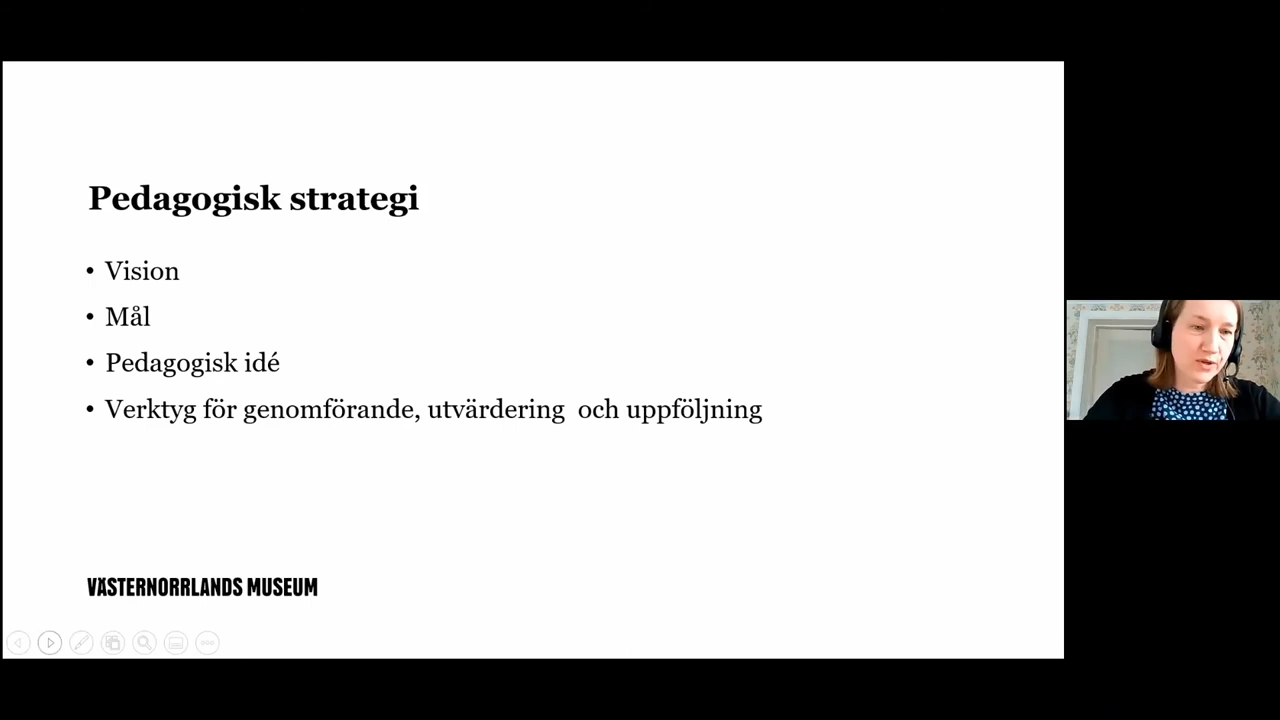 Pedagogisk strategi
• Vision
• Mål
• Pedagogisk idé
• Verktyg för genomförande, utvärdering  och uppföljning
VÄSTERNORRLANDS MUSEUM